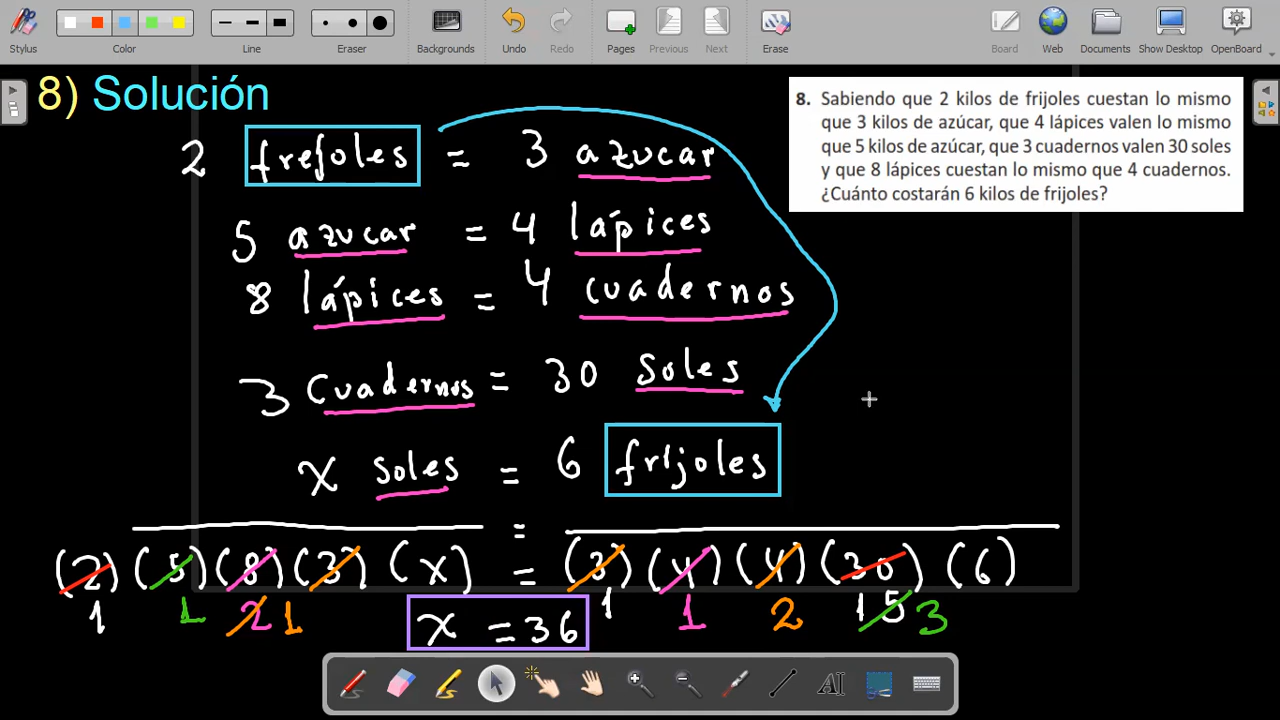 Stylus Color Line Eraser Backgrounds Undo Redo Pages Previous Next Erase Board Web Documents Show Desktop OpenBoard
8) Solución
8. Sabiendo que 2 kilos de frijoles cuestan lo mismo
que 3 kilos de azúcar, que 4 lápices valen lo mismo
que 5 kilos de azúcar, que 3 cuadernos valen 30 soles
y que 8 lápices cuestan lo mismo que 4 cuadernos.
¿Cuánto costarán 6 kilos de frijoles?
2 frejoles = 3 azucar
5 azucar = 4 lápices
8 lápices = 4 cuadernos
3 Cuadernos = 30 Soles
x soles = 6 frijoles
=
(2) (5) (8) (3) (x) = (3) (4) (4) (30) (6)
1 1 2 1 1 1 2 15 3
x = 36
AI